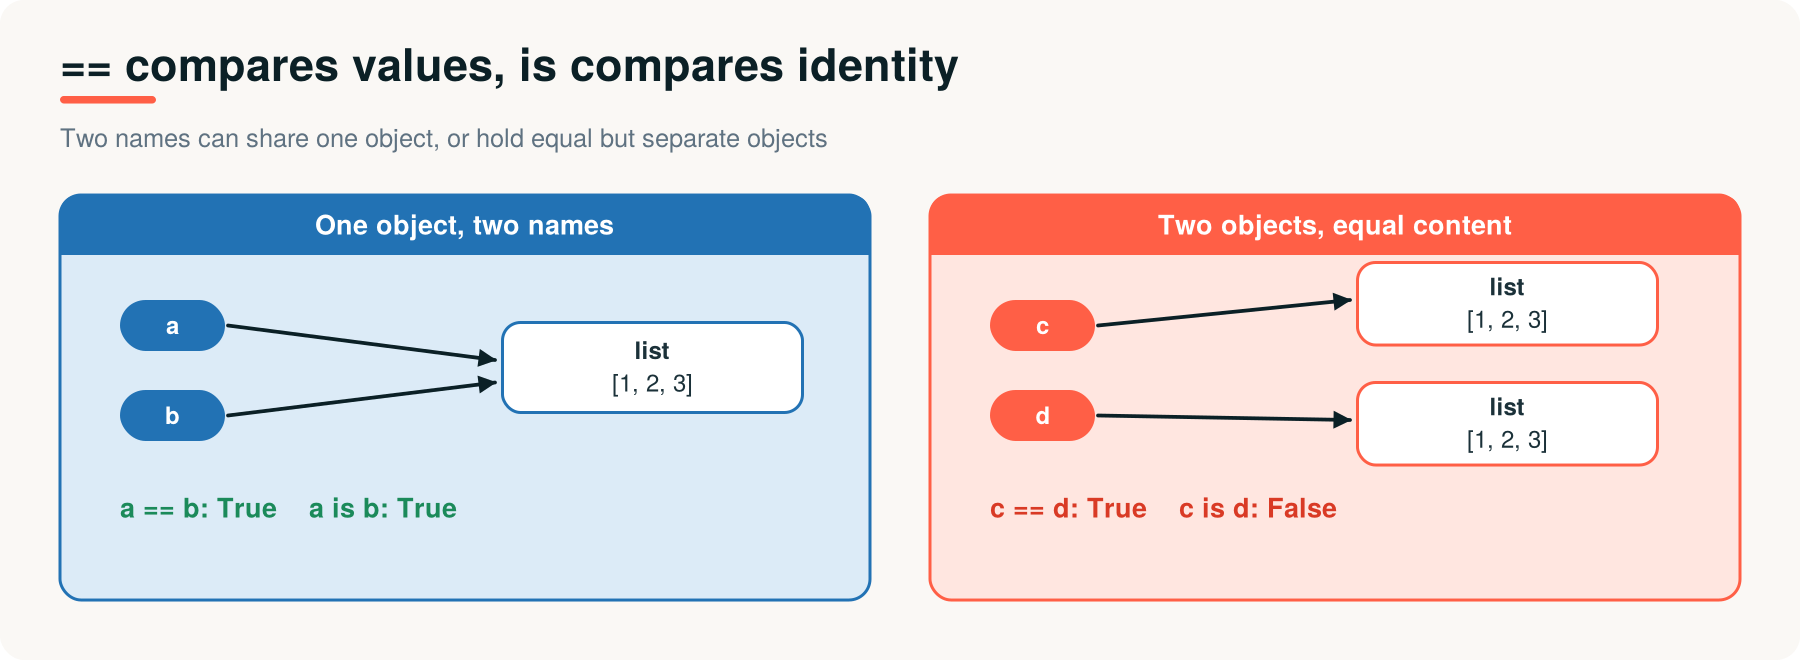 == compares values, is compares identity
Two names can share one object, or hold equal but separate objects
One object, two names
a
b
list
[1, 2, 3]
a == b: True a is b: True
Two objects, equal content
c
d
list
[1, 2, 3]
list
[1, 2, 3]
c == d: True c is d: False